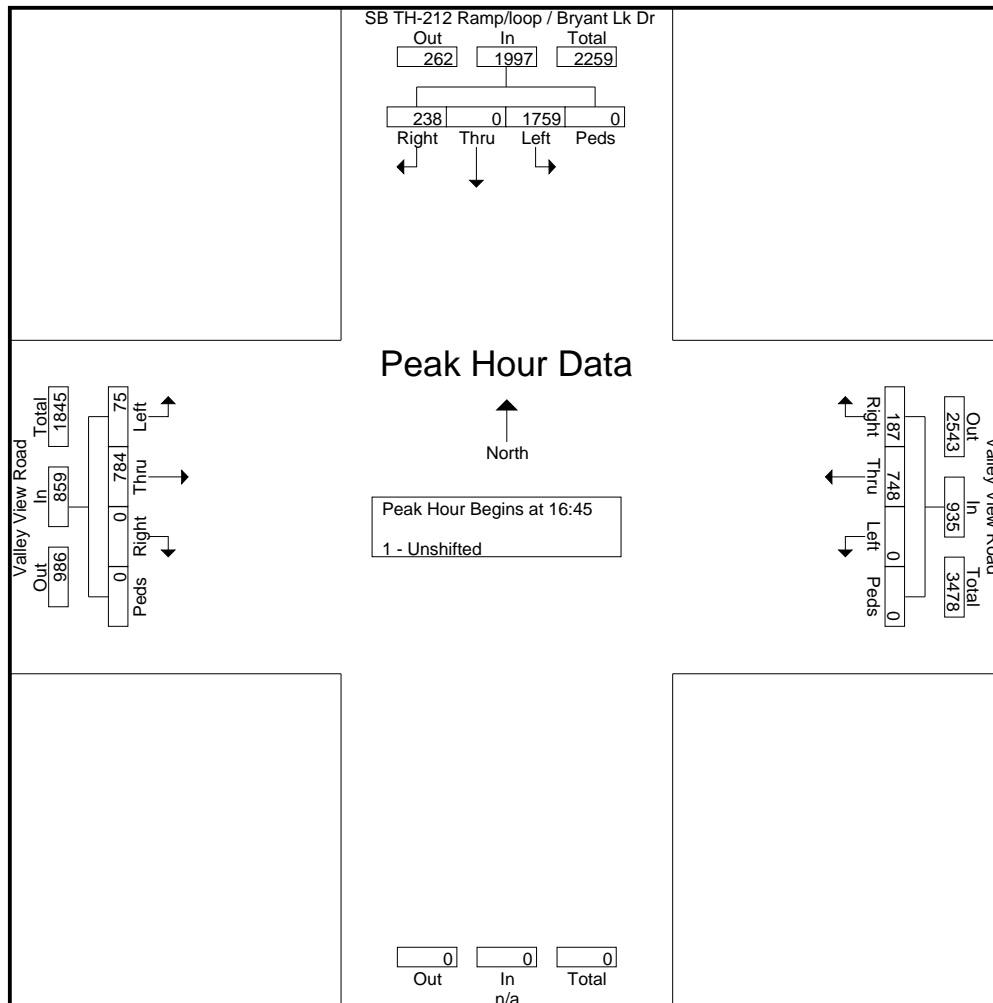 SB TH-212 Ramp/loop / Bryant Lk Dr
Out In Total
262 1997 2259
238 0 1759 0
Right Thru Left Peds
Peak Hour Data
North
Peak Hour Begins at 16:45
1 - Unshifted
Valley View Road
Total In Out
1845 859 986
75 784 0 0
Left Thru Right Peds
Valley View Road
Out In Total
2543 935 3478
187 748 0 0
Right Thru Left Peds
0 0 0
Out In Total
n/a